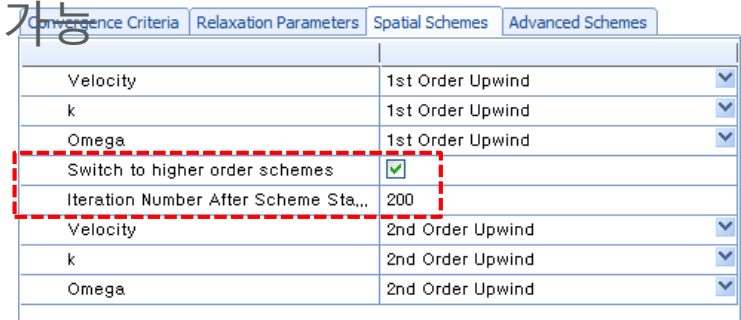 가능
Convergence Criteria Relaxation Parameters Spatial Schemes Advanced Schemes
Velocity 1st Order Upwind
k 1st Order Upwind
Omega 1st Order Upwind
Switch to higher order schemes
Iteration Number After Scheme Sta... 200
Velocity 2nd Order Upwind
k 2nd Order Upwind
Omega 2nd Order Upwind